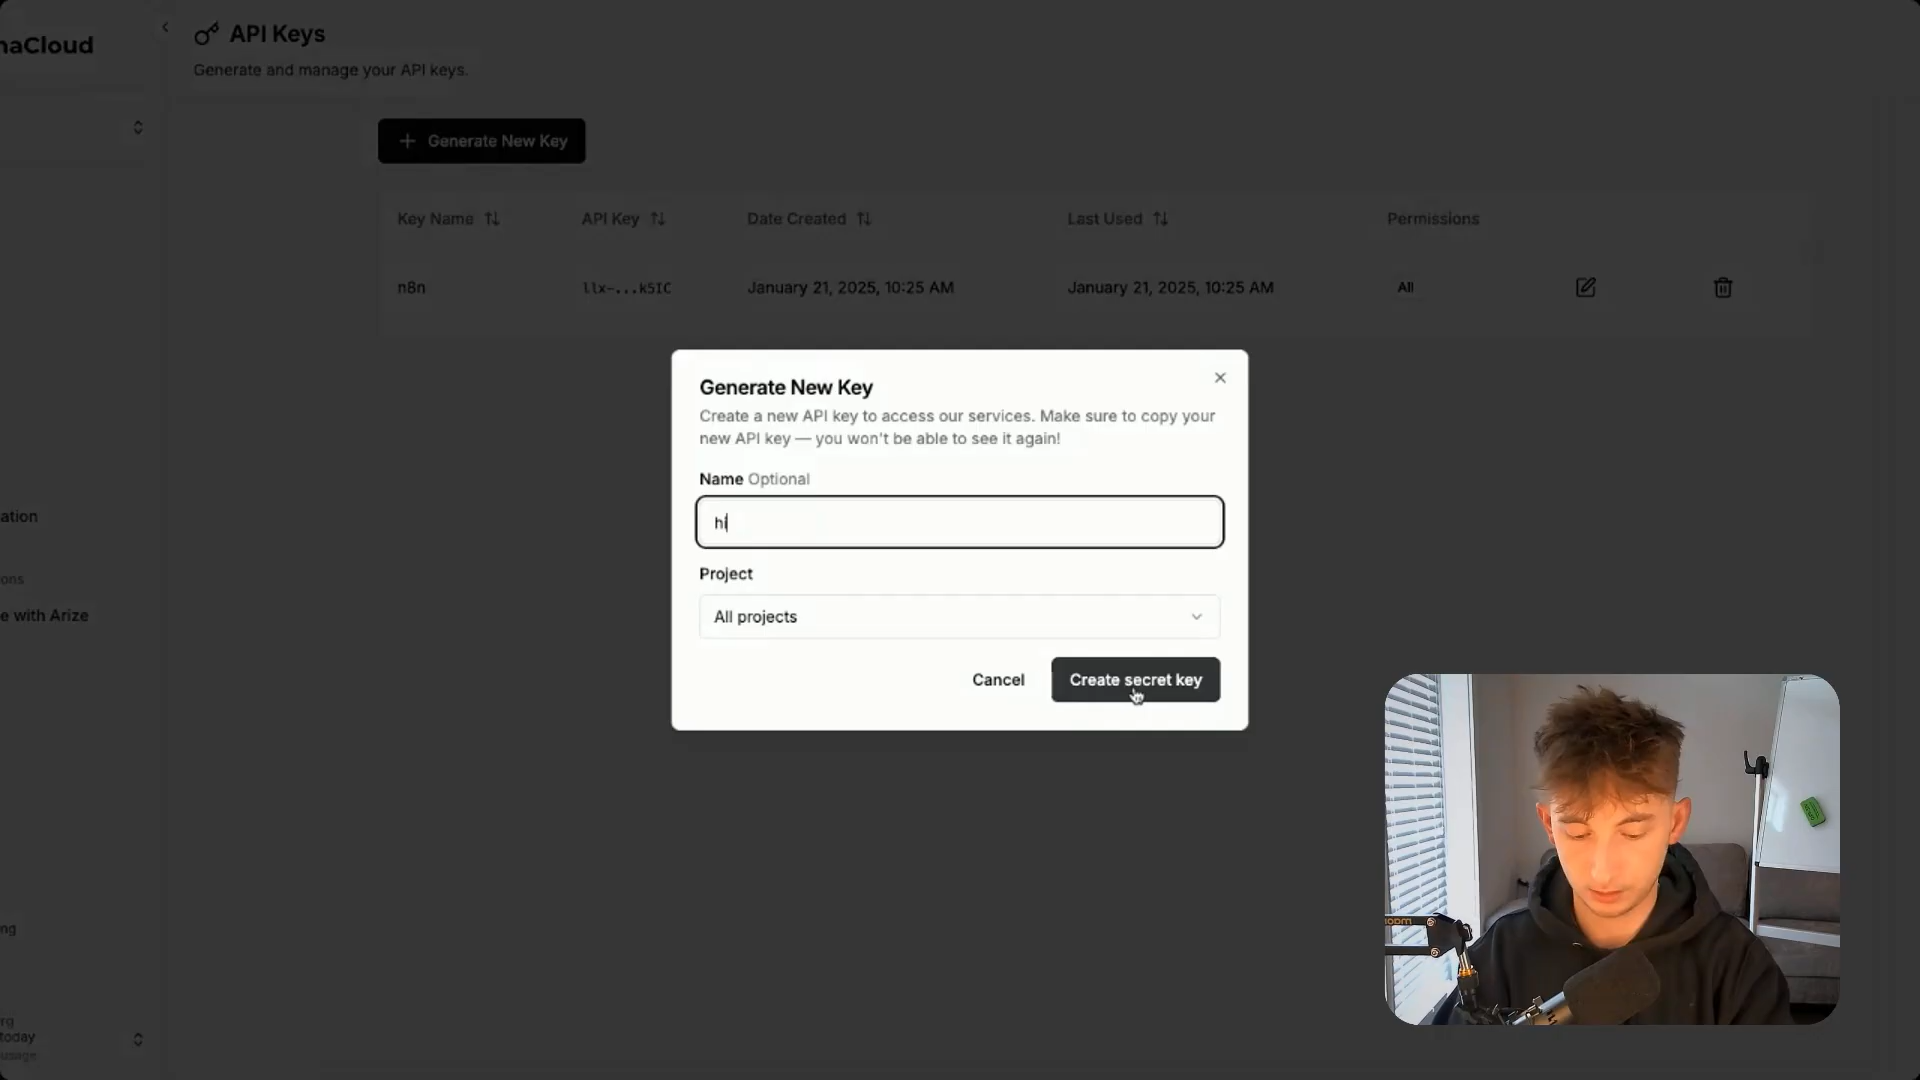 naCloud
API Keys
Generate and manage your API keys.
Generate New Key
Key Name
API Key
Date Created
Last Used
Permissions
n8n
llx-...k5IC
January 21, 2025, 10:25 AM
January 21, 2025, 10:25 AM
All
Generate New Key
Create a new API key to access our services. Make sure to copy your
new API key — you won't be able to see it again!
Name Optional
hi
Project
All projects
Cancel
Create secret key
ation
ons
e with Arize
ng
rg
today
usage